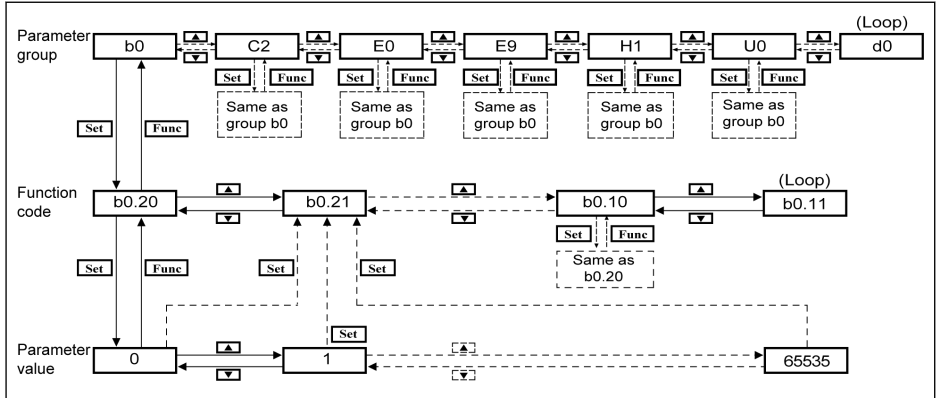 (Loop)
Parameter group
b0 ▲ ▼ C2 ▲ ▼ E0 ▲ ▼ E9 ▲ ▼ H1 ▲ ▼ U0 ▲ ▼ d0
Set Func Set Func Set Func Set Func Set Func
Same as group b0
Same as group b0
Same as group b0
Same as group b0
Same as group b0
Set Func
(Loop)
Function code
b0.20 ▲ ▼ b0.21 ▲ ▼ b0.10 ▲ ▼ b0.11
Set Func
Same as b0.20
Set Func Set Set
Set
Parameter value
0 ▲ ▼ 1 ▲ ▼ 65535